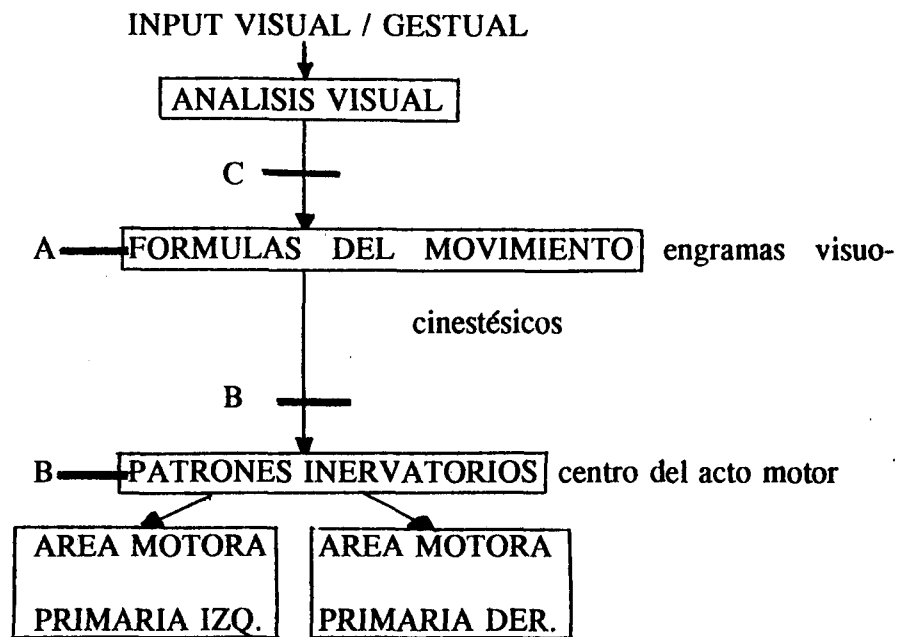 INPUT VISUAL / GESTUAL
ANALISIS VISUAL
C
A FORMULAS DEL MOVIMIENTO engramas visuo-
cinestésicos
B
B PATRONES INERVATORIOS centro del acto motor
AREA MOTORA AREA MOTORA
PRIMARIA IZQ. PRIMARIA DER.